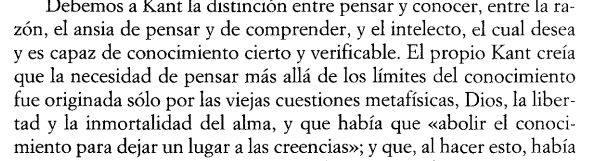 Debemos a Kant la distinción entre pensar y conocer, entre la ra-
zón, el ansia de pensar y de comprender, y el intelecto, el cual desea
y es capaz de conocimiento cierto y verificable. El propio Kant creía
que la necesidad de pensar más allá de los límites del conocimiento
fue originada sólo por las viejas cuestiones metafísicas, Dios, la liber-
tad y la inmortalidad del alma, y que había que «abolir el conoci-
miento para dejar un lugar a las creencias»; y que, al hacer esto, había